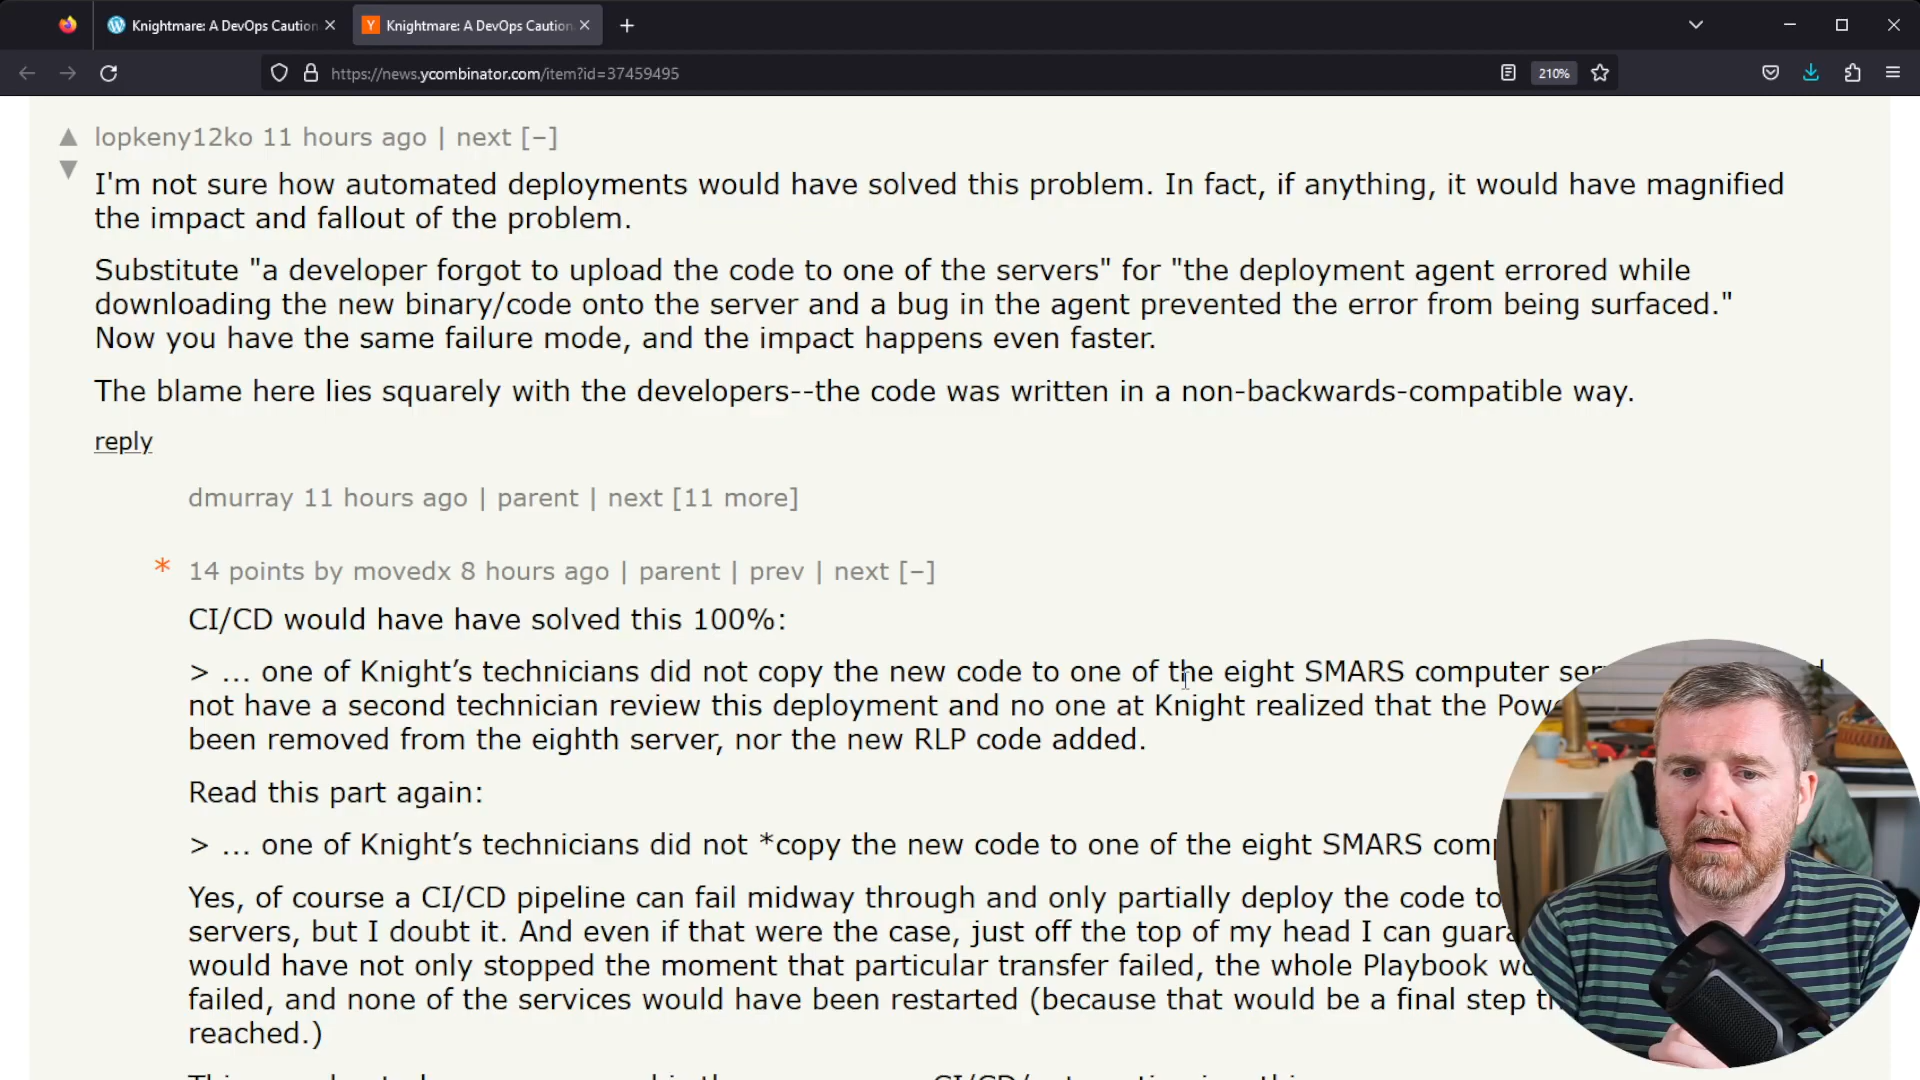 Knightmare: A DevOps Caution
Knightmare: A DevOps Caution
https://news.ycombinator.com/item?id=37459495
210%
lopkeny12ko 11 hours ago | next [–]
I'm not sure how automated deployments would have solved this problem. In fact, if anything, it would have magnified
the impact and fallout of the problem.
Substitute "a developer forgot to upload the code to one of the servers" for "the deployment agent errored while
downloading the new binary/code onto the server and a bug in the agent prevented the error from being surfaced."
Now you have the same failure mode, and the impact happens even faster.
The blame here lies squarely with the developers--the code was written in a non-backwards-compatible way.
reply
dmurray 11 hours ago | parent | next [11 more]
* 14 points by movedx 8 hours ago | parent | prev | next [–]
CI/CD would have have solved this 100%:
> ... one of Knight’s technicians did not copy the new code to one of the eight SMARS computer
not have a second technician review this deployment and no one at Knight realized that the
been removed from the eighth server, nor the new RLP code added.
Read this part again:
> ... one of Knight’s technicians did not *copy the new code to one of the eight SMARS
Yes, of course a CI/CD pipeline can fail midway through and only partially deploy the code to
servers, but I doubt it. And even if that were the case, just off the top of my head I can
would have not only stopped the moment that particular transfer failed, the whole Playbook
failed, and none of the services would have been restarted (because that would be a final step
reached.)